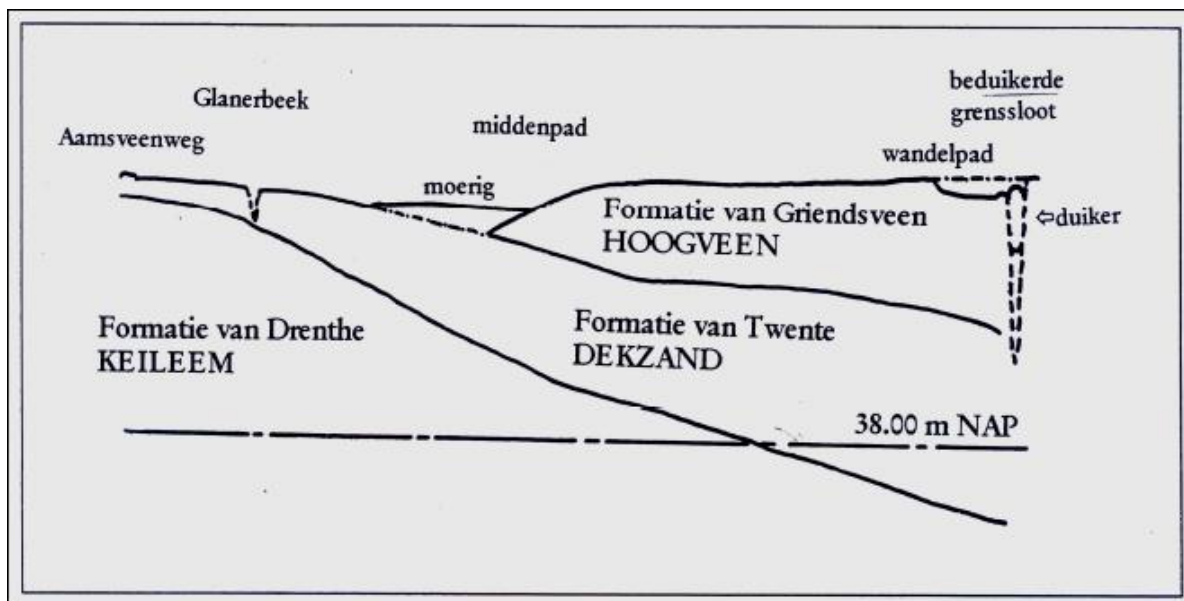 beduikerde
grenssloot
Glanerbeek
middenpad
Aamsveenweg
wandelpad
moerig
Formatie van Griendsveen
HOOGVEEN
⇦duiker
Formatie van Drenthe
KEILEEM
Formatie van Twente
DEKZAND
38.00 m NAP